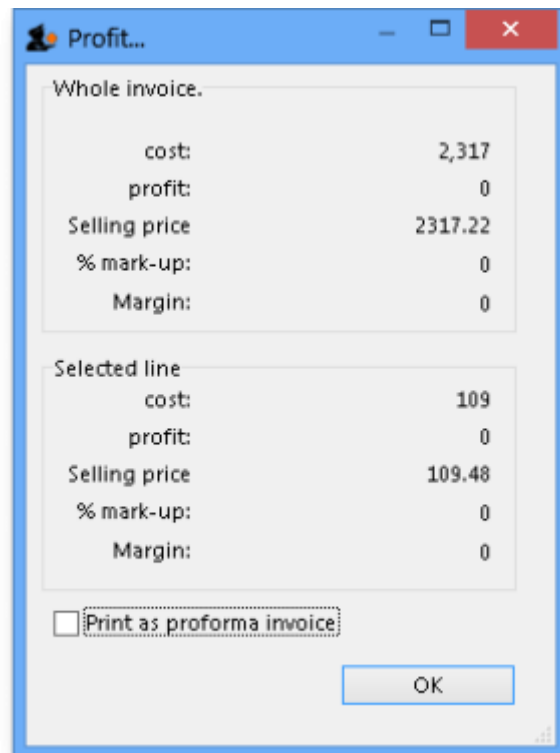 Profit...
Whole invoice.
cost: 2,317
profit: 0
Selling price 2317.22
% mark-up: 0
Margin: 0
Selected line
cost: 109
profit: 0
Selling price 109.48
% mark-up: 0
Margin: 0
Print as proforma invoice
OK